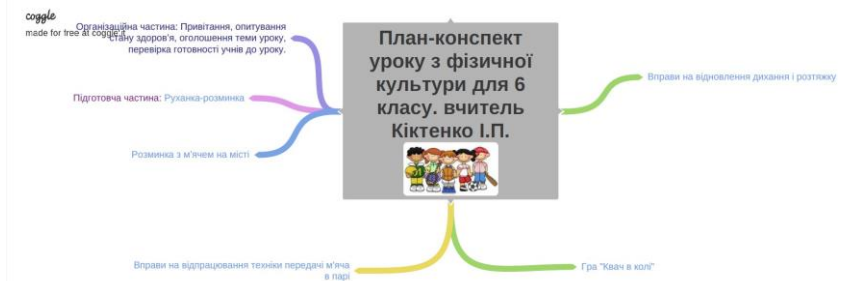 coggle
made for free at coggle.it
Організаційна частина: Привітання, опитування
стану здоров'я, оголошення теми уроку,
перевірка готовності учнів до уроку.
Підготовча частина: Руханка-розминка
Розминка з м'ячем на місті
План-конспект
уроку з фізичної
культури для 6
класу. вчитель
Кіктенко І.П.
Вправи на відновлення дихання і розтяжку
Вправи на відпрацювання техніки передачі м'яча
в парі
Гра "Квач в колі"